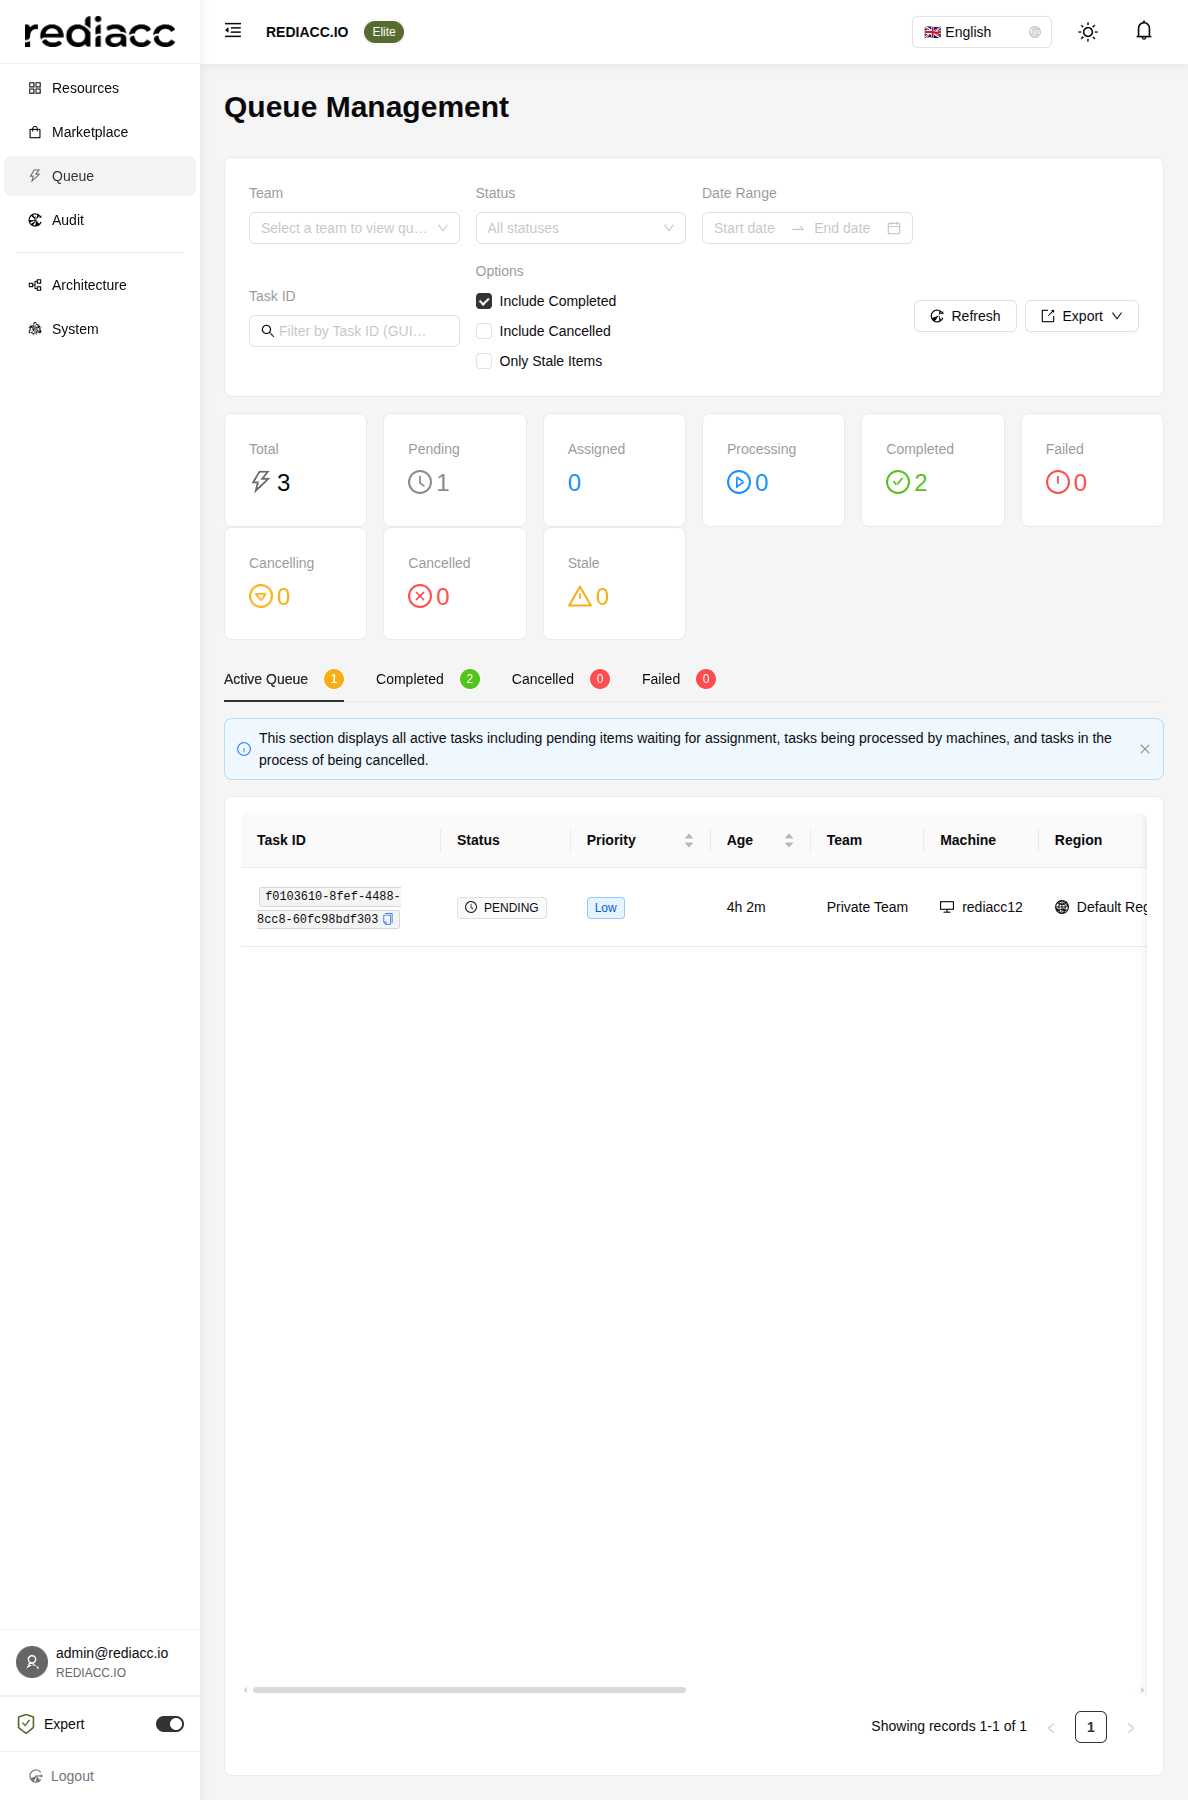 rediacc
REDIACC.IO Elite
English
Resources
Marketplace
Queue
Audit
Architecture
System
Queue Management
Team Status Date Range
Select a team to view qu… All statuses Start date End date
Options
Task ID
Include Completed
Filter by Task ID (GUI…
Include Cancelled
Only Stale Items
Refresh Export
Total Pending Assigned Processing Completed Failed
3 1 0 0 2 0
Cancelling Cancelled Stale
0 0 0
Active Queue 1 Completed 2 Cancelled 0 Failed 0
This section displays all active tasks including pending items waiting for assignment, tasks being processed by machines, and tasks in the
process of being cancelled.
Task ID Status Priority Age Team Machine Region
f0103610-8fef-4488-
8cc8-60fc98bdf303
PENDING Low 4h 2m Private Team rediacc12 Default Reg
Showing records 1-1 of 1 1
admin@rediacc.io
REDIACC.IO
Expert
Logout